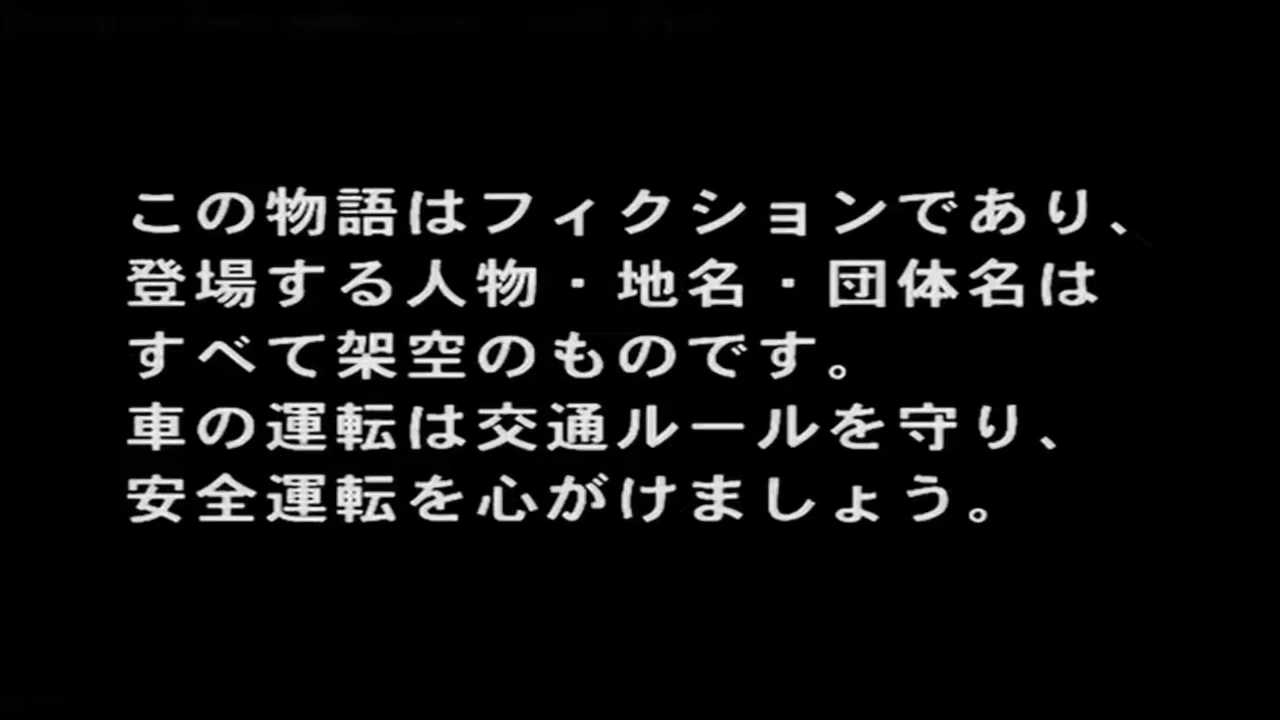 この物語はフィクションであり、
登場する人物・地名・団体名は
すべて架空のものです。
車の運転は交通ルールを守り、
安全運転を心がけましょう。